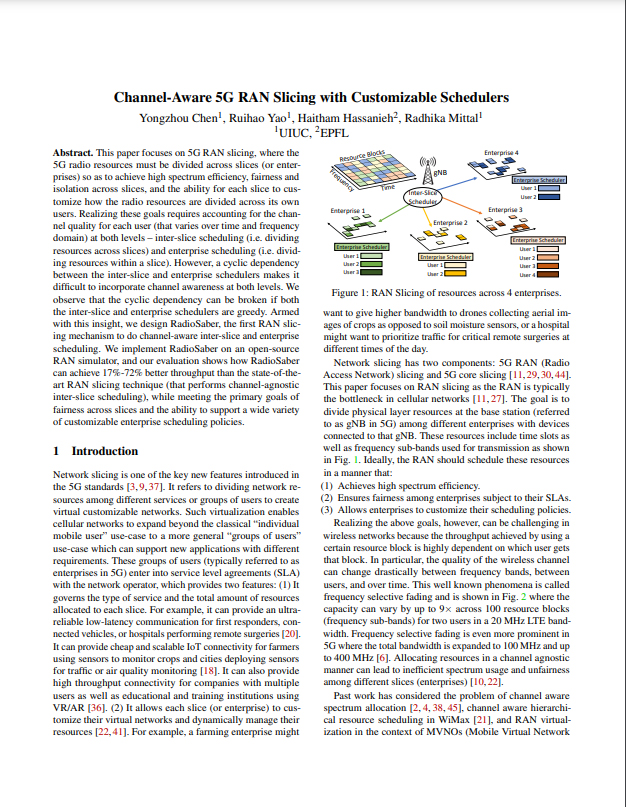 Channel-Aware 5G RAN Slicing with Customizable Schedulers
Yongzhou Chen1, Ruihao Yao1, Haitham Hassanieh2, Radhika Mittal1
1UIUC, 2EPFL
Abstract. This paper focuses on 5G RAN slicing, where the
5G radio resources must be divided across slices (or enter-
prises) so as to achieve high spectrum efficiency, fairness and
isolation across slices, and the ability for each slice to cus-
tomize how the radio resources are divided across its own
users. Realizing these goals requires accounting for the chan-
nel quality for each user (that varies over time and frequency
domain) at both levels – inter-slice scheduling (i.e. dividing
resources across slices) and enterprise scheduling (i.e. divid-
ing resources within a slice). However, a cyclic dependency
between the inter-slice and enterprise schedulers makes it
difficult to incorporate channel awareness at both levels. We
observe that the cyclic dependency can be broken if both
the inter-slice and enterprise schedulers are greedy. Armed
with this insight, we design RadioSaber, the first RAN slic-
ing mechanism to do channel-aware inter-slice and enterprise
scheduling. We implement RadioSaber on an open-source
RAN simulator, and our evaluation shows how RadioSaber
can achieve 17%-72% better throughput than the state-of-the-
art RAN slicing technique (that performs channel-agnostic
inter-slice scheduling), while meeting the primary goals of
fairness across slices and the ability to support a wide variety
of customizable enterprise scheduling policies.
1 Introduction
Network slicing is one of the key new features introduced in
the 5G standards [3,9,37]. It refers to dividing network re-
sources among different services or groups of users to create
virtual customizable networks. Such virtualization enables
cellular networks to expand beyond the classical “individual
mobile user” use-case to a more general “groups of users”
use-case which can support new applications with different
requirements. These groups of users (typically referred to as
enterprises in 5G) enter into service level agreements (SLA)
with the network operator, which provides two features: (1) It
governs the type of service and the total amount of resources
allocated to each slice. For example, it can provide an ultra-
reliable low-latency communication for first responders, con-
nected vehicles, or hospitals performing remote surgeries [20].
It can provide cheap and scalable IoT connectivity for farmers
using sensors to monitor crops and cities deploying sensors
for traffic or air quality monitoring [18]. It can also provide
high throughput connectivity for companies with multiple
users as well as educational and training institutions using
VR/AR [36]. (2) It allows each slice (or enterprise) to cus-
tomize their virtual networks and dynamically manage their
resources [22,41]. For example, a farming enterprise might
Resource Blocks
Frequency
Time
gNB
Inter-Slice
Scheduler
Enterprise 4
Enterprise Scheduler
User 1
User 2
Enterprise 1
Enterprise Scheduler
User 1
User 2
User 3
Enterprise 2
Enterprise Scheduler
User 1
User 2
Enterprise 3
Enterprise Scheduler
User 1
User 2
User 3
User 4
Figure 1: RAN Slicing of resources across 4 enterprises.
want to give higher bandwidth to drones collecting aerial im-
ages of crops as opposed to soil moisture sensors, or a hospital
might want to prioritize traffic for critical remote surgeries at
different times of the day.
Network slicing has two components: 5G RAN (Radio
Access Network) slicing and 5G core slicing [11,29,30,44].
This paper focuses on RAN slicing as the RAN is typically
the bottleneck in cellular networks [11,27]. The goal is to
divide physical layer resources at the base station (referred
to as gNB in 5G) among different enterprises with devices
connected to that gNB. These resources include time slots as
well as frequency sub-bands used for transmission as shown
in Fig. 1. Ideally, the RAN should schedule these resources
in a manner that:
(1) Achieves high spectrum efficiency.
(2) Ensures fairness among enterprises subject to their SLAs.
(3) Allows enterprises to customize their scheduling policies.
Realizing the above goals, however, can be challenging in
wireless networks because the throughput achieved by using a
certain resource block is highly dependent on which user gets
that block. In particular, the quality of the wireless channel
can change drastically between frequency bands, between
users, and over time. This well known phenomena is called
frequency selective fading and is shown in Fig. 2 where the
capacity can vary by up to 9× across 100 resource blocks
(frequency sub-bands) for two users in a 20 MHz LTE band-
width. Frequency selective fading is even more prominent in
5G where the total bandwidth is expanded to 100 MHz and up
to 400 MHz [6]. Allocating resources in a channel agnostic
manner can lead to inefficient spectrum usage and unfairness
among different slices (enterprises) [10,22].
Past work has considered the problem of channel aware
spectrum allocation [2,4,38,45], channel aware hierarchi-
cal resource scheduling in WiMax [21], and RAN virtual-
ization in the context of MVNOs (Mobile Virtual Network